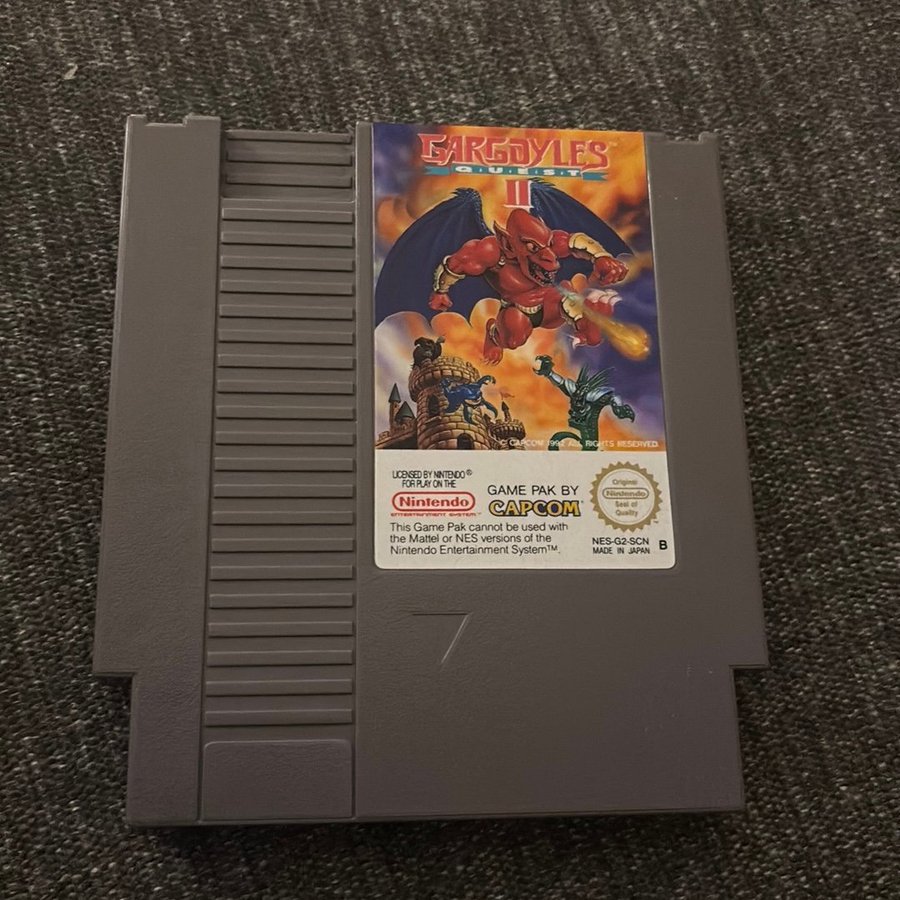 GARGOYLES™
QUEST
II
© CAPCOM 1992 ALL RIGHTS RESERVED
LICENSED BY NINTENDO®
FOR PLAY ON THE
Nintendo®
ENTERTAINMENT SYSTEM™
GAME PAK BY
CAPCOM
This Game Pak cannot be used with
the Mattel or NES versions of the
Nintendo Entertainment System™.
Original
Nintendo
Seal of
Quality
NES-G2-SCN
MADE IN JAPAN
B